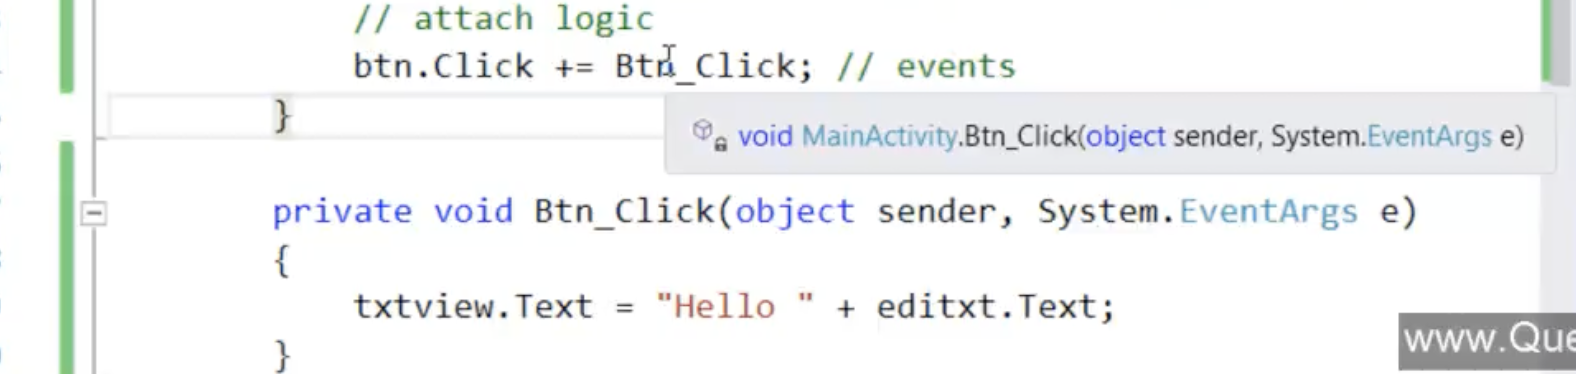 // attach logic
btn.Click += Btn_Click; // events
}
void MainActivity.Btn_Click(object sender, System.EventArgs e)
private void Btn_Click(object sender, System.EventArgs e)
{
txtview.Text = "Hello " + editxt.Text;
}
www.Que